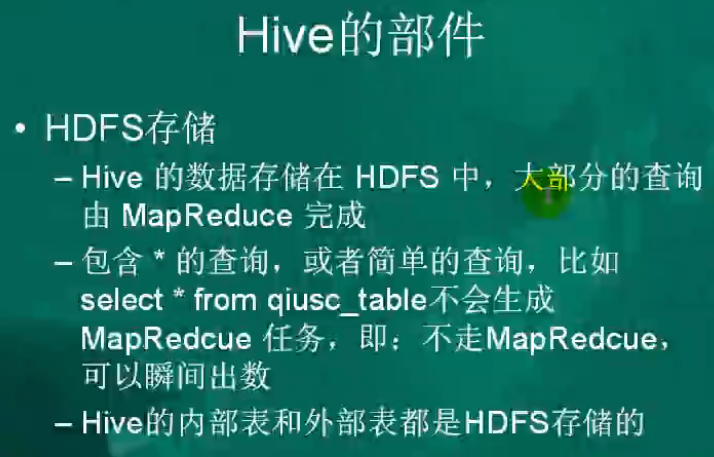 Hive的部件
• HDFS存储
– Hive 的数据存储在 HDFS 中，大部分的查询
由 MapReduce 完成
– 包含 * 的查询，或者简单的查询，比如
select * from qiusc_table不会生成
MapRedcue 任务，即：不走MapRedcue，
可以瞬间出数
– Hive的内部表和外部表都是HDFS存储的